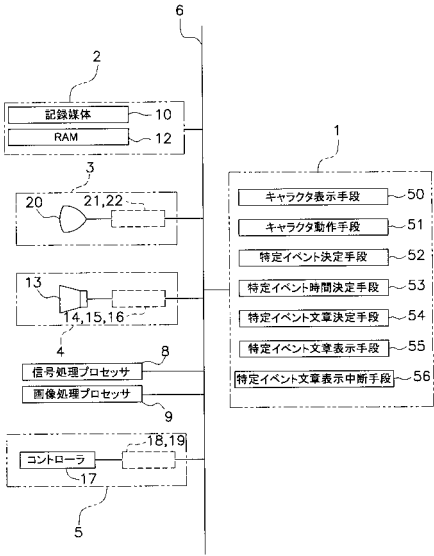 6
2
記録媒体 10
RAM 12
3
20
21,22
13
14,15,16
4
8
信号処理プロセッサ
画像処理プロセッサ
9
18,19
コントローラ
17
5
1
キャラクタ表示手段 50
キャラクタ動作手段 51
特定イベント決定手段 52
特定イベント時間決定手段 53
特定イベント文章決定手段 54
特定イベント文章表示手段 55
特定イベント文章表示中断手段 56